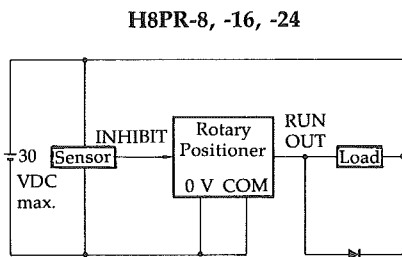 H8PR-8, -16, -24
30
VDC
max.
Sensor
INHIBIT
Rotary
Positioner
0 V COM
RUN
OUT
Load